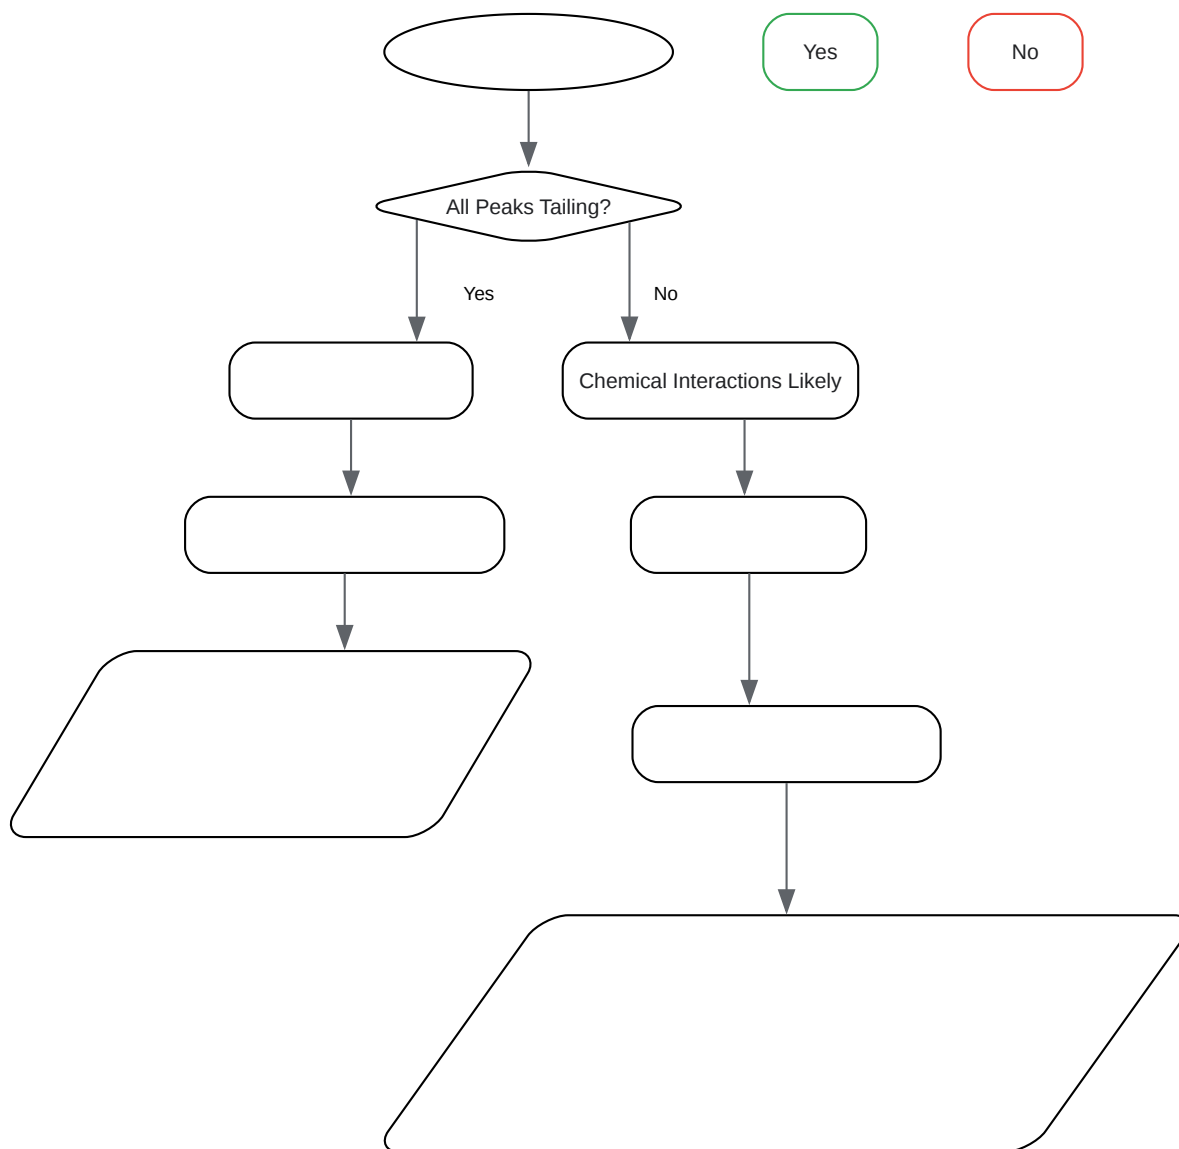 Yes
No
All Peaks Tailing?
Yes
No
Chemical Interactions Likely